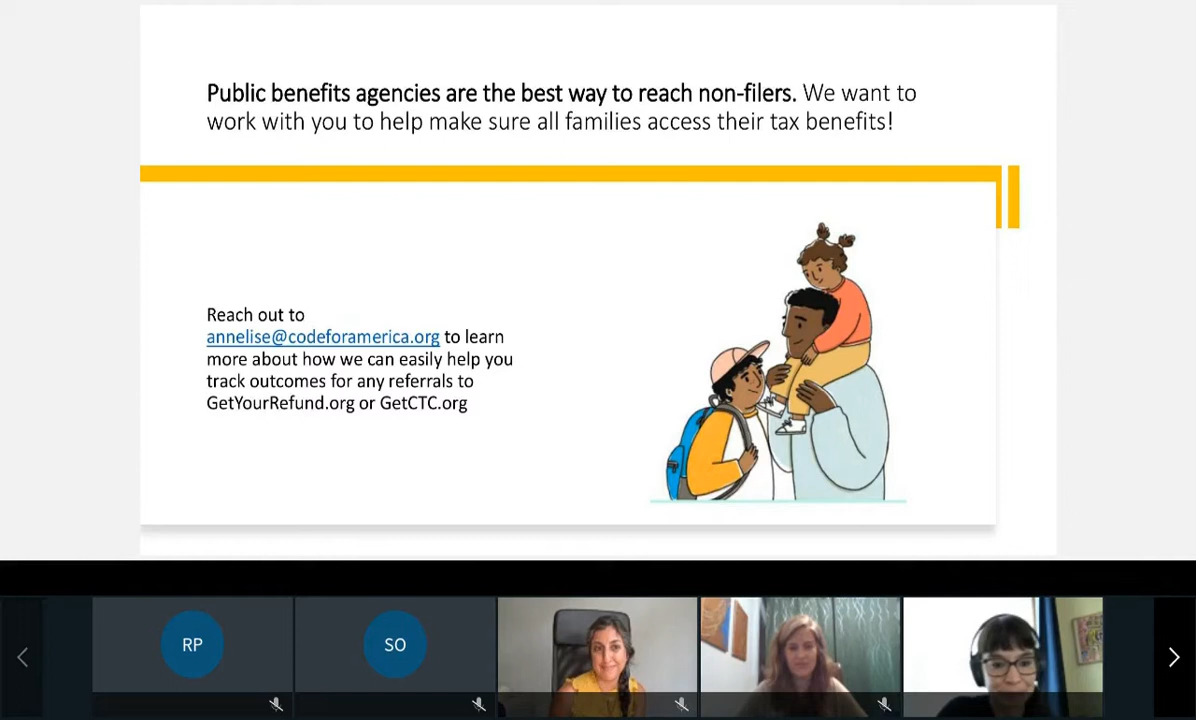 Public benefits agencies are the best way to reach non-filers. We want to
work with you to help make sure all families access their tax benefits!
Reach out to
annelise@codeforamerica.org to learn
more about how we can easily help you
track outcomes for any referrals to
GetYourRefund.org or GetCTC.org
RP
SO